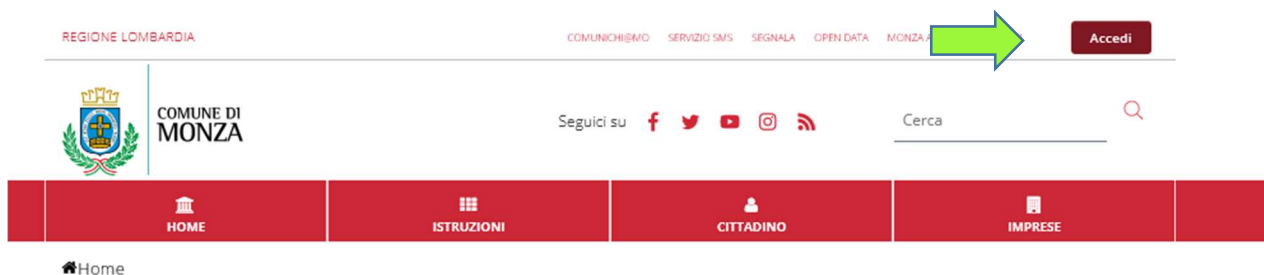 REGIONE LOMBARDIA
COMUNICHI@MO SERVIZIO SMS SEGNALA OPEN DATA MONZA
Accedi
COMUNE DI
MONZA
Seguici su
Cerca
HOME ISTRUZIONI CITTADINO IMPRESE
Home